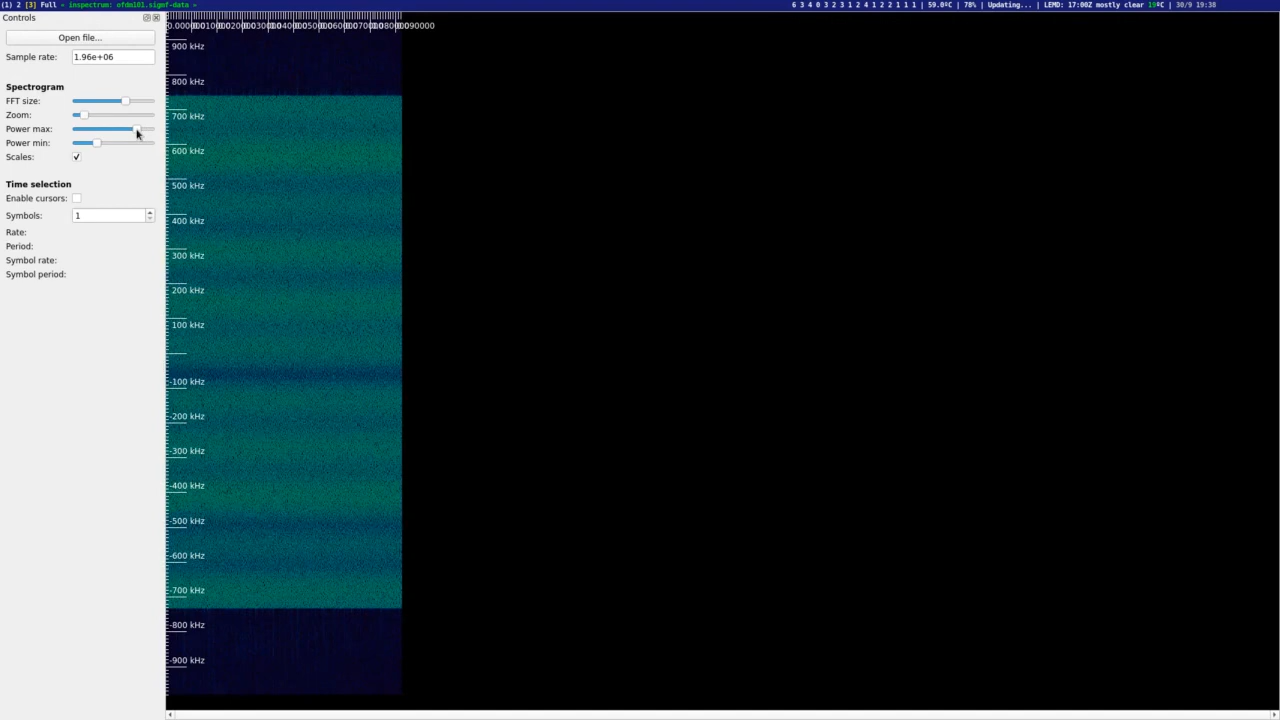 (1) 2 [3] Full - inspectrum: ofdm101.sigmf-data - 6 3 4 0 3 2 3 1 2 4 1 2 2 1 1 1 | 59.0ºC | 78% | Updating... | LEMD: 17:00Z mostly clear 19ºC | 30/9 19:38
Controls
Open file...
Sample rate: 1.96e+06
Spectrogram
FFT size:
Zoom:
Power max:
Power min:
Scales:
Time selection
Enable cursors:
Symbols: 1
Rate:
Period:
Symbol rate:
Symbol period:
900 kHz
800 kHz
700 kHz
600 kHz
500 kHz
400 kHz
300 kHz
200 kHz
100 kHz
-100 kHz
-200 kHz
-300 kHz
-400 kHz
-500 kHz
-600 kHz
-700 kHz
-800 kHz
-900 kHz